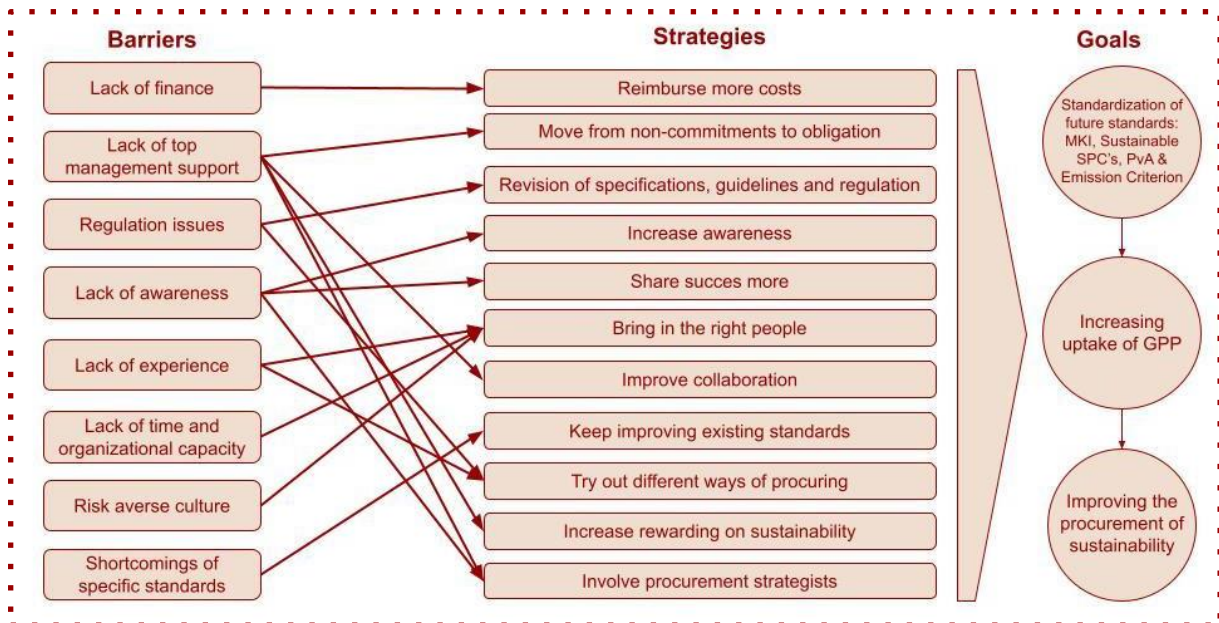 Barriers
Lack of finance
Lack of top
management support
Regulation issues
Lack of awareness
Lack of experience
Lack of time and
organizational capacity
Risk averse culture
Shortcomings of
specific standards
Strategies
Reimburse more costs
Move from non-commitments to obligation
Revision of specifications, guidelines and regulation
Increase awareness
Share succes more
Bring in the right people
Improve collaboration
Keep improving existing standards
Try out different ways of procuring
Increase rewarding on sustainability
Involve procurement strategists
Goals
Standardization of
future standards:
MKI, Sustainable
SPC's, PvA &
Emission Criterion
Increasing
uptake of GPP
Improving the
procurement of
sustainability